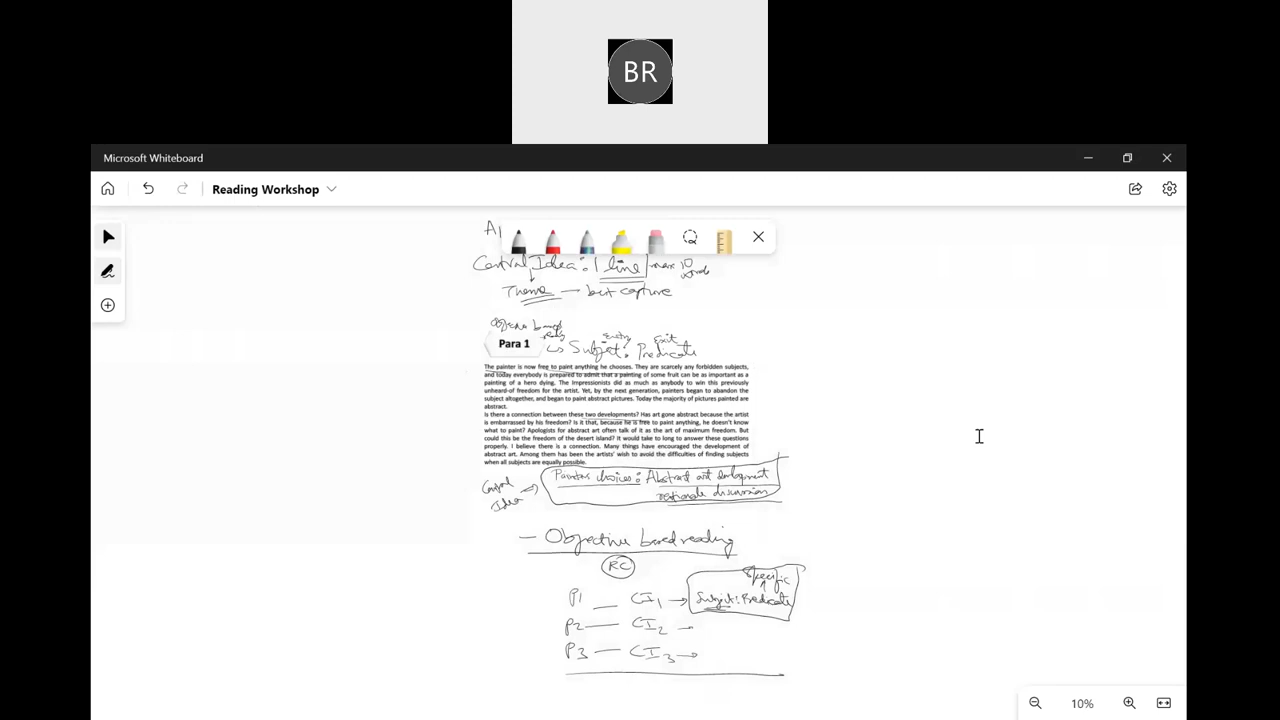 BR
Microsoft Whiteboard
Reading Workshop
A
Central Idea : 1 line max 10 words
Theme — but capture
Objective based
Entry Exit
Para 1 Subject : Predicate
The painter is now free to paint anything he chooses. They are scarcely any forbidden subjects,
and today everybody is prepared to admit that a painting of some fruit can be as important as a
painting of a hero dying. The Impressionists did as much as anybody to win this previously
unheard-of freedom for the artist. Yet, by the next generation, painters began to abandon the
subject altogether, and began to paint abstract pictures. Today the majority of pictures painted are
abstract.
Is there a connection between these two developments? Has art gone abstract because the artist
is embarrassed by his freedom? Is it that, because he is free to paint anything, he doesn't know
what to paint? Apologists for abstract art often talk of it as the art of maximum freedom. But
could this be the freedom of the desert island? It would take to long to answer these questions
properly. I believe there is a connection. Many things have encouraged the development of
abstract art. Among them has been the artists' wish to avoid the difficulties of finding subjects
when all subjects are equally possible.
Central Idea Painter choices : Abstract art development
rationale discussion
— Objective based reading
RC
Specific
P1 — CI1 → Subject : Predicate
P2 — CI2 →
P3 — CI3 →
10%